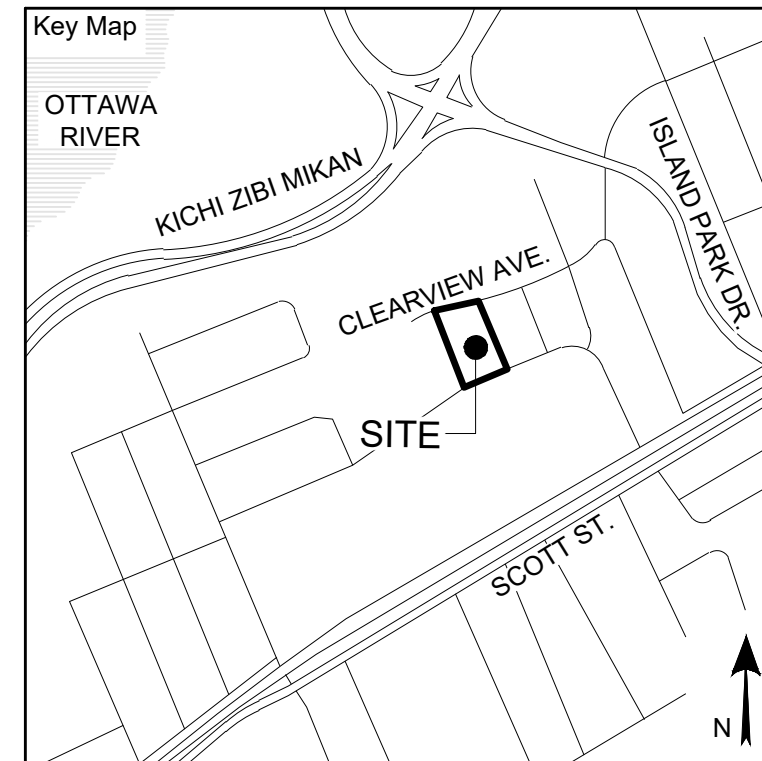 Key Map
OTTAWA
RIVER
KICHI ZIBI MIKAN
ISLAND PARK DR.
CLEARVIEW AVE.
SITE
SCOTT ST.
N